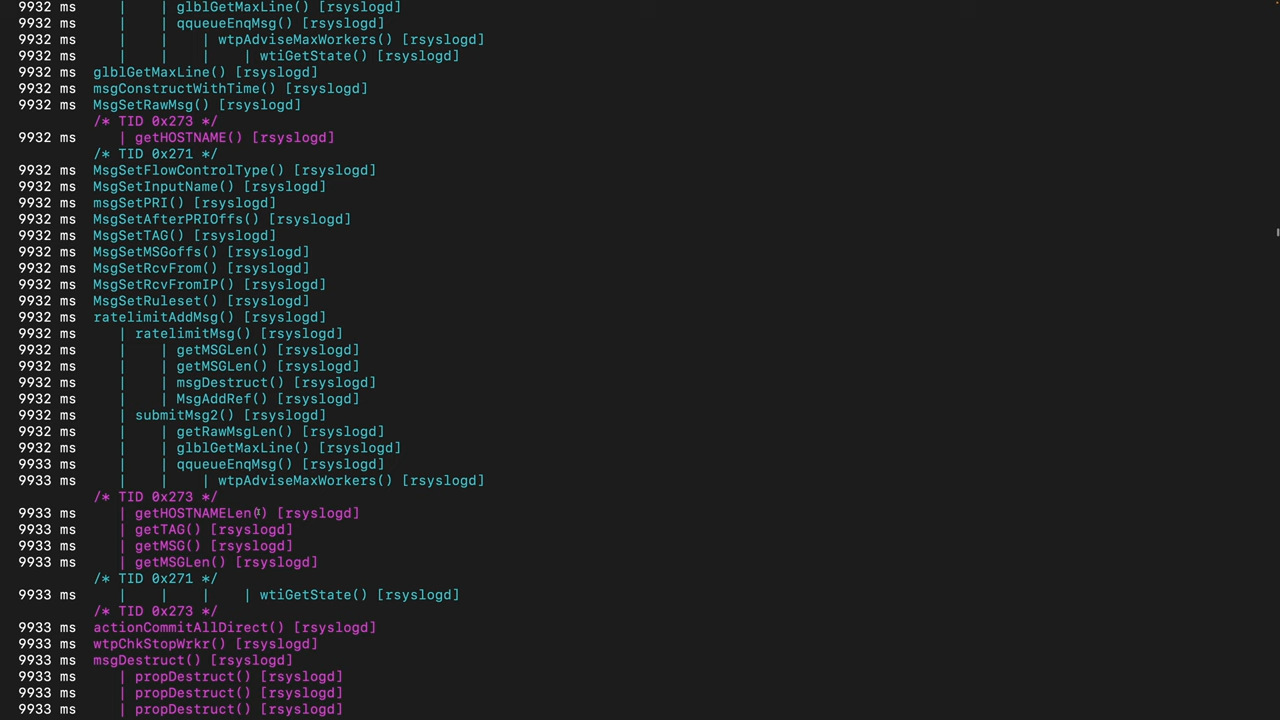 9932 ms | | glblGetMaxLine() [rsyslogd]
9932 ms | | qqueueEnqMsg() [rsyslogd]
9932 ms | | | wtpAdviseMaxWorkers() [rsyslogd]
9932 ms | | | | wtiGetState() [rsyslogd]
9932 ms glblGetMaxLine() [rsyslogd]
9932 ms msgConstructWithTime() [rsyslogd]
9932 ms MsgSetRawMsg() [rsyslogd]
/* TID 0x273 */
9932 ms | getHOSTNAME() [rsyslogd]
/* TID 0x271 */
9932 ms MsgSetFlowControlType() [rsyslogd]
9932 ms MsgSetInputName() [rsyslogd]
9932 ms msgSetPRI() [rsyslogd]
9932 ms MsgSetAfterPRIOffs() [rsyslogd]
9932 ms MsgSetTAG() [rsyslogd]
9932 ms MsgSetMSGoffs() [rsyslogd]
9932 ms MsgSetRcvFrom() [rsyslogd]
9932 ms MsgSetRcvFromIP() [rsyslogd]
9932 ms MsgSetRuleset() [rsyslogd]
9932 ms ratelimitAddMsg() [rsyslogd]
9932 ms | ratelimitMsg() [rsyslogd]
9932 ms | | getMSGLen() [rsyslogd]
9932 ms | | getMSGLen() [rsyslogd]
9932 ms | | msgDestruct() [rsyslogd]
9932 ms | | MsgAddRef() [rsyslogd]
9932 ms | submitMsg2() [rsyslogd]
9932 ms | | getRawMsgLen() [rsyslogd]
9932 ms | | glblGetMaxLine() [rsyslogd]
9933 ms | | qqueueEnqMsg() [rsyslogd]
9933 ms | | | wtpAdviseMaxWorkers() [rsyslogd]
/* TID 0x273 */
9933 ms | getHOSTNAMELen() [rsyslogd]
9933 ms | getTAG() [rsyslogd]
9933 ms | getMSG() [rsyslogd]
9933 ms | getMSGLen() [rsyslogd]
/* TID 0x271 */
9933 ms | | | | wtiGetState() [rsyslogd]
/* TID 0x273 */
9933 ms actionCommitAllDirect() [rsyslogd]
9933 ms wtpChkStopWrkr() [rsyslogd]
9933 ms msgDestruct() [rsyslogd]
9933 ms | propDestruct() [rsyslogd]
9933 ms | propDestruct() [rsyslogd]
9933 ms | propDestruct() [rsyslogd]